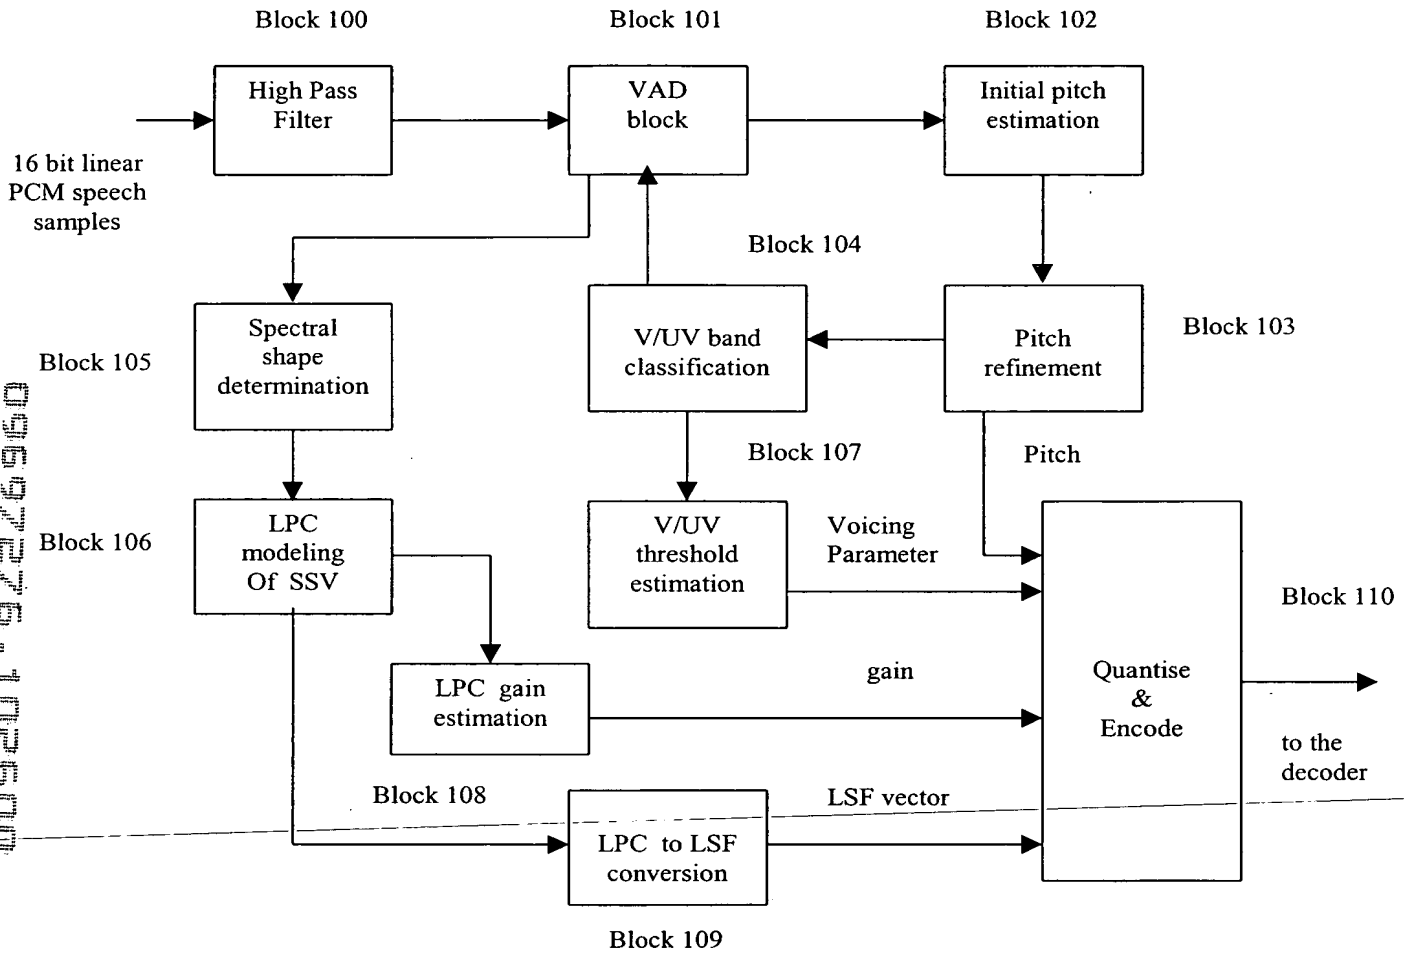 Block 100
Block 101
Block 102
High Pass
Filter
VAD
block
Initial pitch
estimation
16 bit linear
PCM speech
samples
Block 104
Spectral
shape
determination
V/UV band
classification
Pitch
refinement
Block 103
Block 105
Block 107
Pitch
LPC
modeling
Of SSV
Block 106
V/UV
threshold
estimation
Voicing
Parameter
Block 110
LPC gain
estimation
gain
Quantise
&
Encode
to the
decoder
Block 108
LSF vector
LPC to LSF
conversion
Block 109